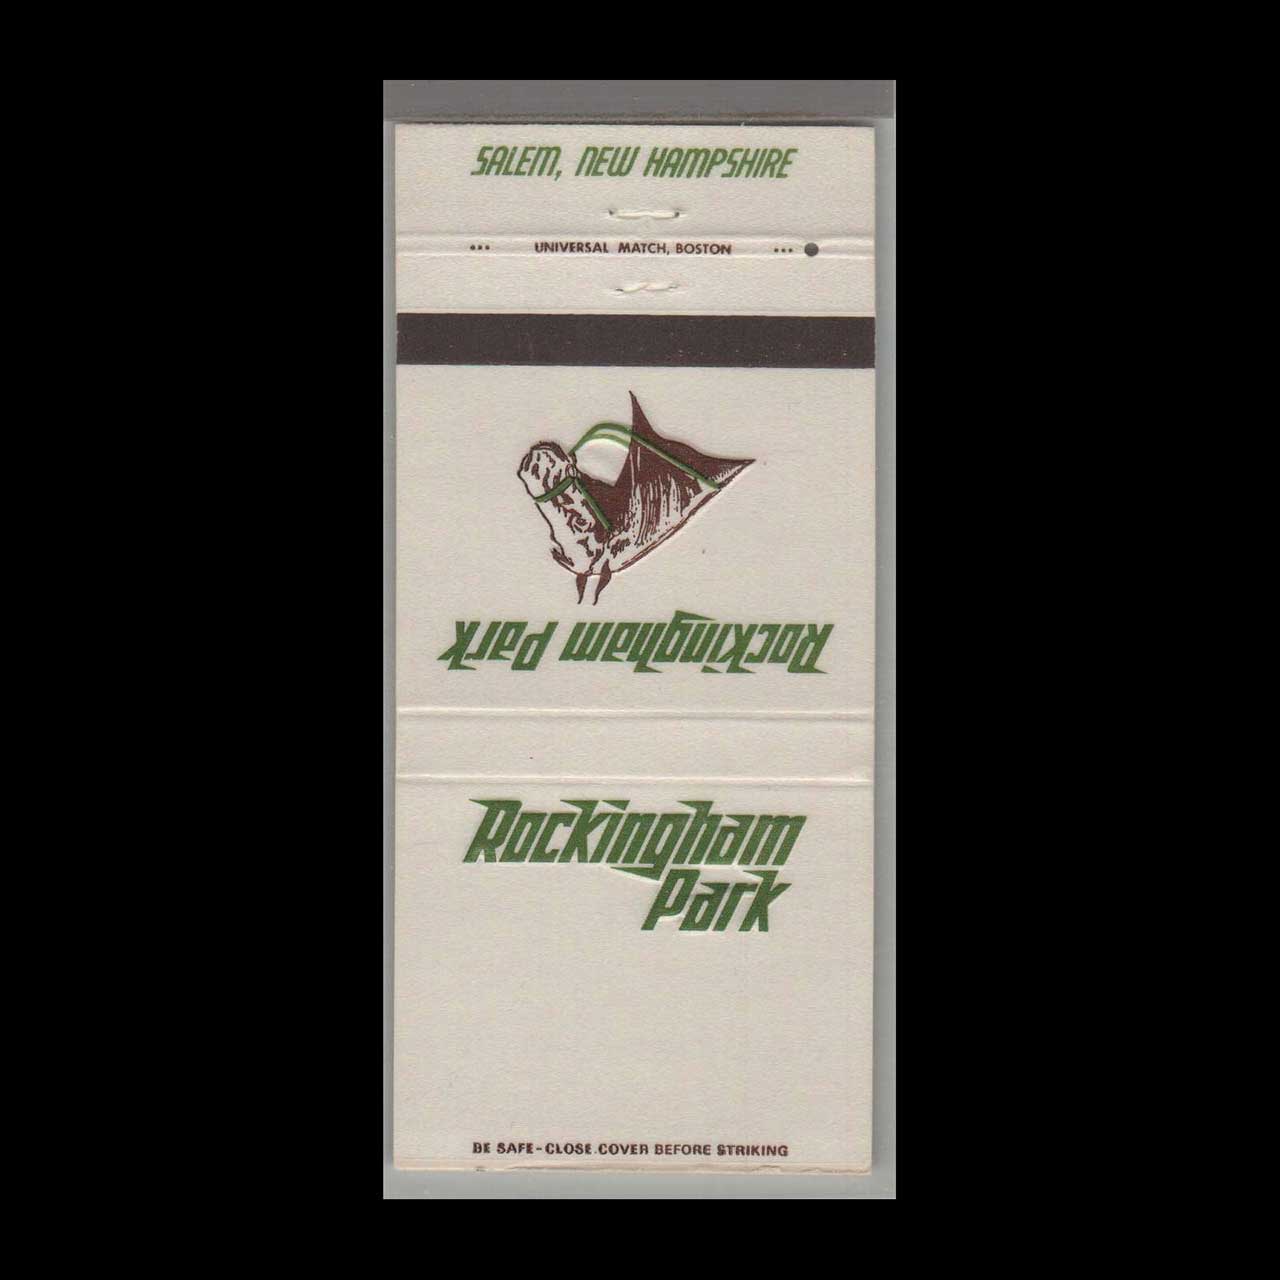 SALEM, NEW HAMPSHIRE
••• UNIVERSAL MATCH, BOSTON •••
Rockingham Park
Rockingham
Park
BE SAFE - CLOSE COVER BEFORE STRIKING